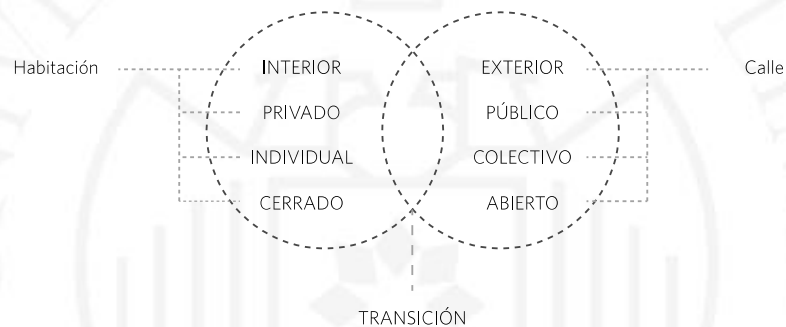 Habitación INTERIOR EXTERIOR Calle
PRIVADO PÚBLICO
INDIVIDUAL COLECTIVO
CERRADO ABIERTO
TRANSICIÓN